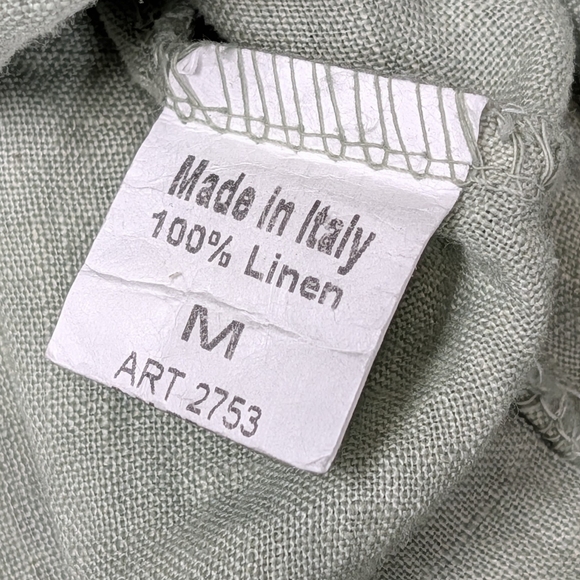 Made in Italy
100% Linen
M
ART 2753